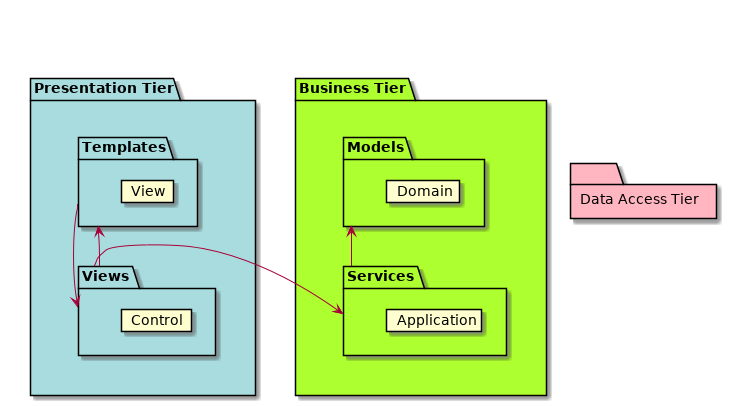 Presentation Tier
Templates
View
Views
Control
Business Tier
Models
Domain
Services
Application
Data Access Tier